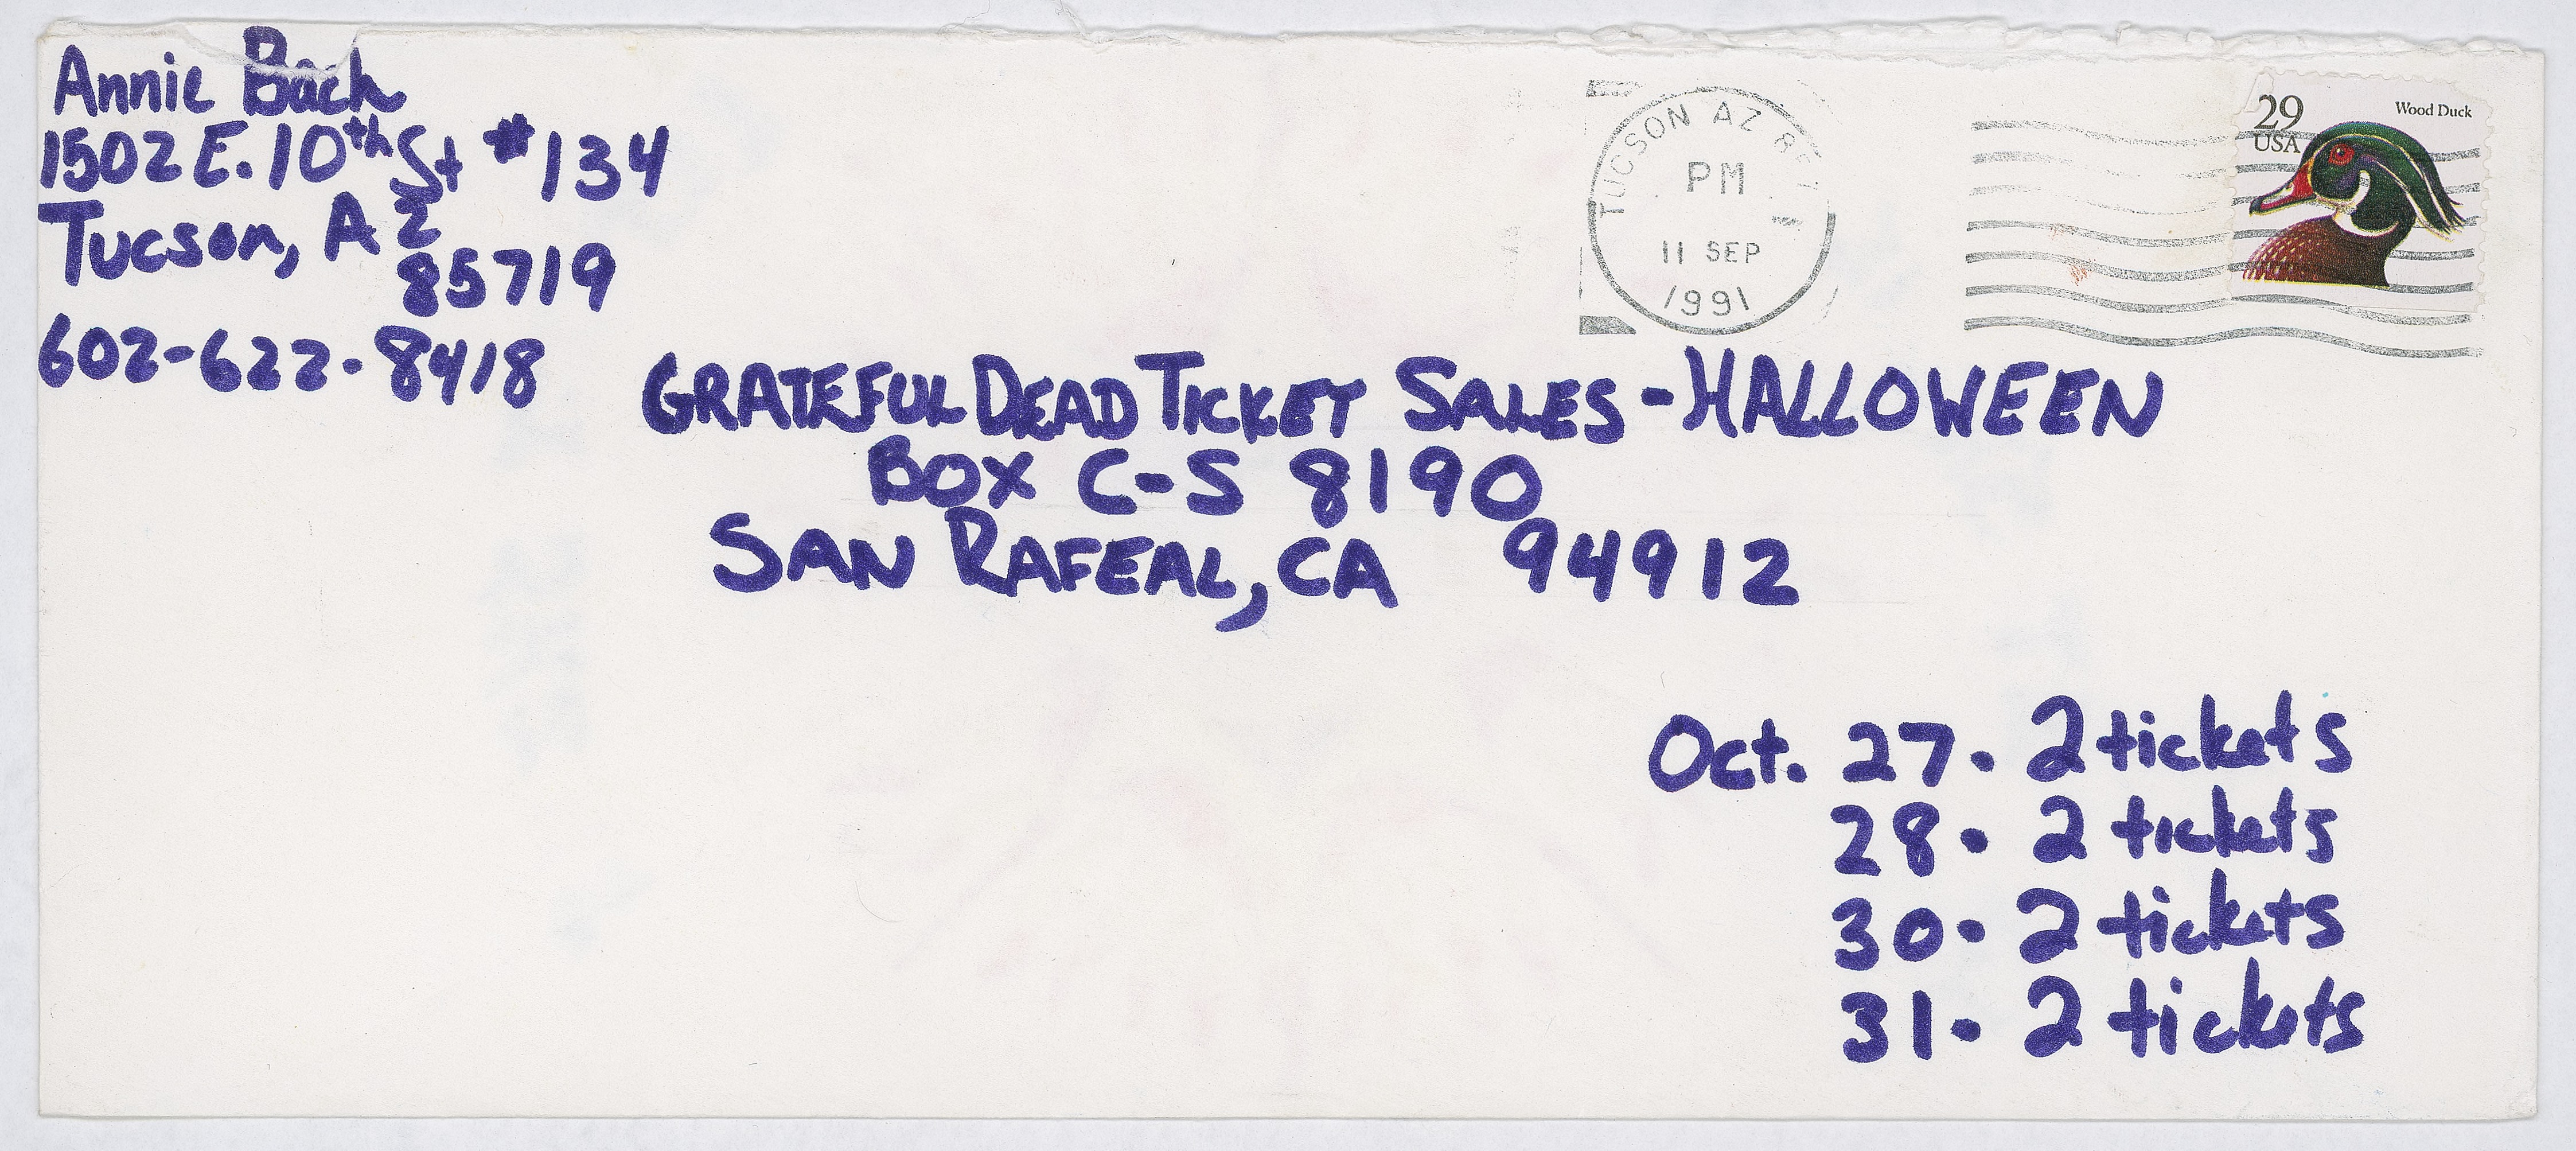 Annie Bach
1502 E. 10th St #134
Tucson, AZ
85719
602-622-8418
TUCSON AZ
PM
11 SEP
1991
29
USA
Wood Duck
GRATEFUL DEAD TICKET SALES - HALLOWEEN
BOX C-S 8190
SAN RAFEAL, CA 94912
Oct. 27 · 2 tickets
28 · 2 tickets
30 · 2 tickets
31 · 2 tickets